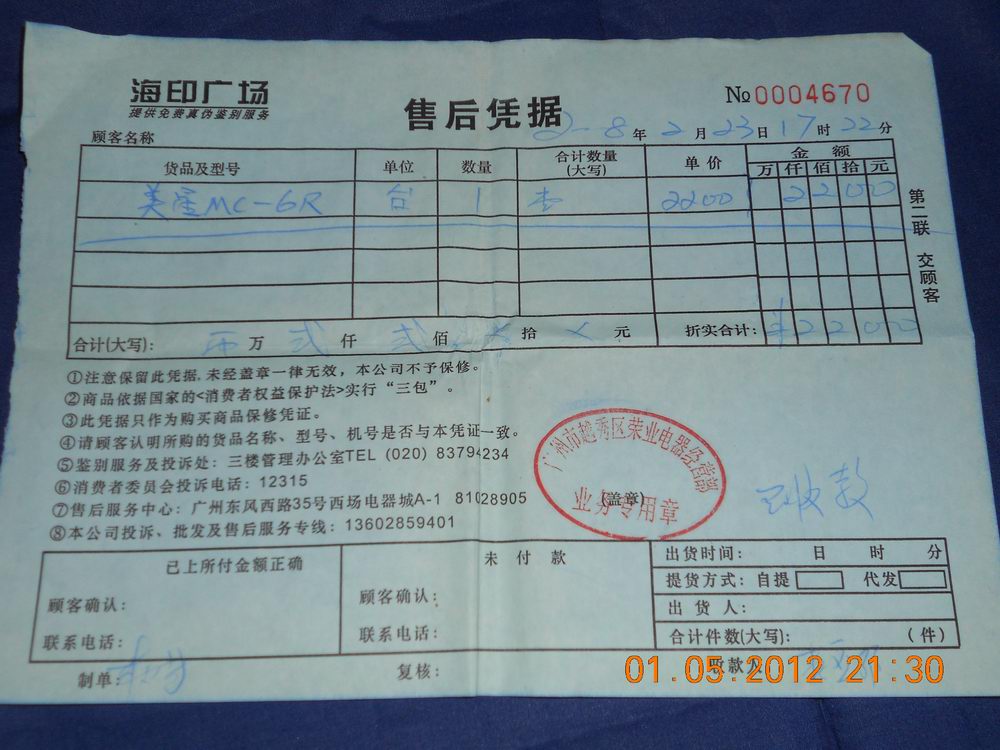 海印广场
提供免费真伪鉴别服务
售后凭据
№0004670
顾客名称
8年2月23日17时22分
货品及型号 单位 数量 合计数量(大写) 单价 金额
万 仟 佰 拾 元
MC-6R 台 1 2200 2200
第二联 交顾客
合计(大写): 万 贰 仟 贰 佰 拾 元 折实合计: ¥2200
①注意保留此凭据,未经盖章一律无效,本公司不予保修。
②商品依据国家的<消费者权益保护法>实行“三包”。
③此凭据只作为购买商品保修凭证。
④请顾客认明所购的货品名称、型号、机号是否与本凭证一致。
⑤鉴别服务及投诉处:三楼管理办公室TEL (020) 83794234
⑥消费者委员会投诉电话:12315
⑦售后服务中心:广州东风西路35号西场电器城A-1 81028905
⑧本公司投诉、批发及售后服务专线:13602859401
广州市越秀区荣业电器经营部
(盖章)
业务专用章
已收款
已上所付金额正确
顾客确认:
联系电话:
未付款
顾客确认:
联系电话:
出货时间: 日 时 分
提货方式:自提 代发
出货人:
合计件数(大写): (件)
制单:
复核:
收款人
01.05.2012 21:30